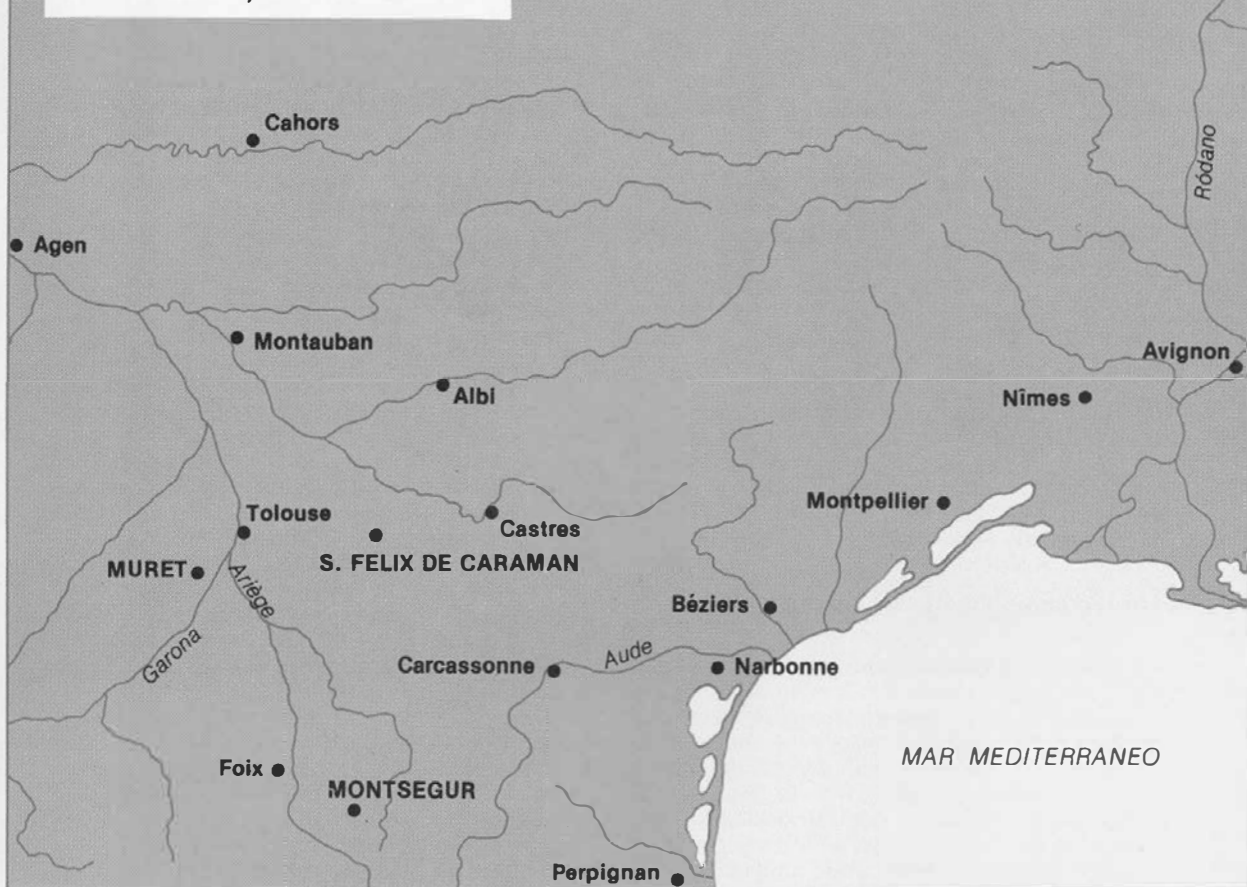 Cahors
Ródano
Agen
Montauban
Avignon
Albi
Nîmes
Montpellier
Tolouse
Castres
S. FELIX DE CARAMAN
MURET
Ariège
Béziers
Garona
Aude
Carcassonne
Narbonne
MAR MEDITERRANEO
Foix
MONTSEGUR
Perpignan